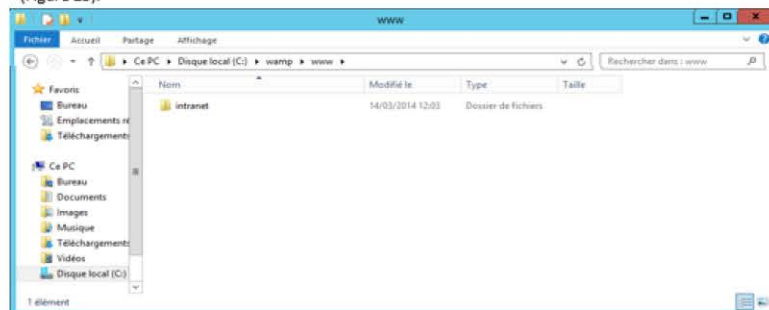 www
Fichier Accueil Partage Affichage
Ce PC Disque local (C:) wamp www Rechercher dans : www
Nom Modifié le Type Taille
Favoris
Bureau intranet 14/03/2014 12:03 Dossier de fichiers
Emplacements ré
Téléchargements
Ce PC
Bureau
Documents
Images
Musique
Téléchargements
Vidéos
Disque local (C:)
1 élément